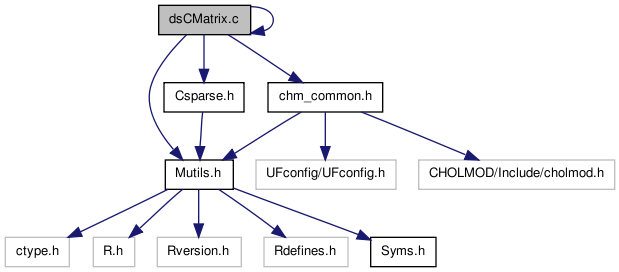 dsCMatrix.c
Csparse.h
chm_common.h
Mutils.h
UFconfig/UFconfig.h
CHOLMOD/Include/cholmod.h
ctype.h
R.h
Rversion.h
Rdefines.h
Syms.h